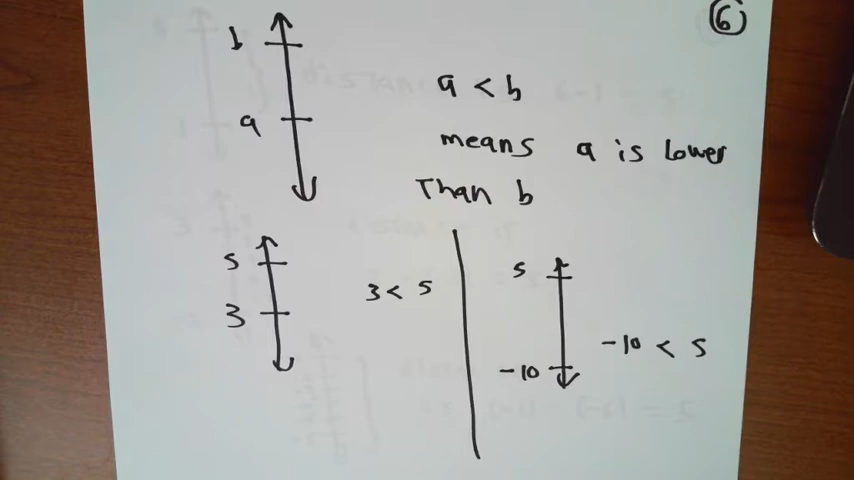 6
b
a
a < b
means a is lower
Than b
5
3
3 < 5
5
-10
-10 < 5